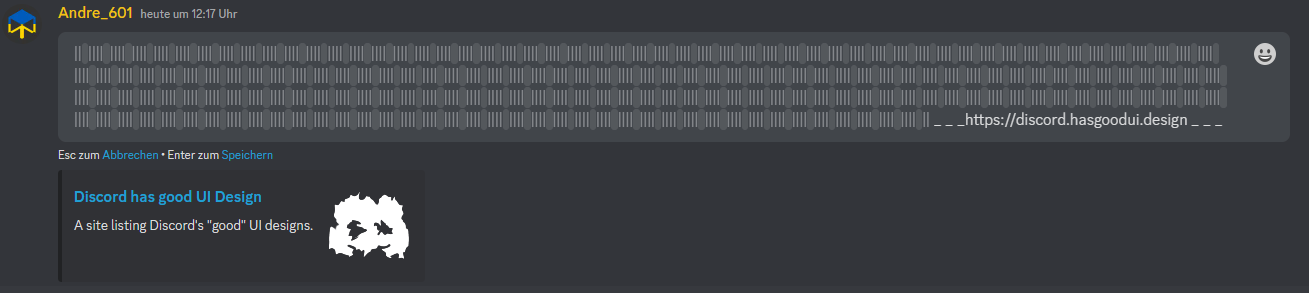 Andre_601 heute um 12:17 Uhr
_ _ _https://discord.hasgoodui.design _ _ _
Esc zum Abbrechen • Enter zum Speichern
Discord has good UI Design
A site listing Discord's "good" UI designs.